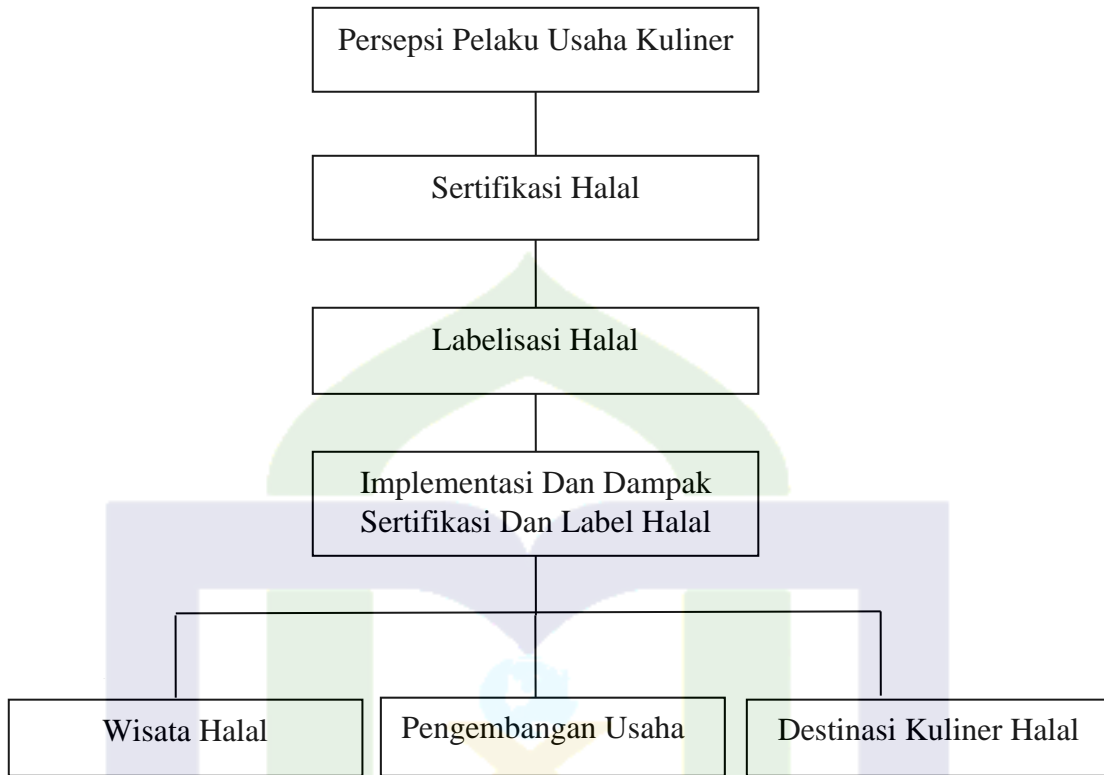 Persepsi Pelaku Usaha Kuliner
Sertifikasi Halal
Labelisasi Halal
Implementasi Dan Dampak
Sertifikasi Dan Label Halal
Wisata Halal
Pengembangan Usaha
Destinasi Kuliner Halal